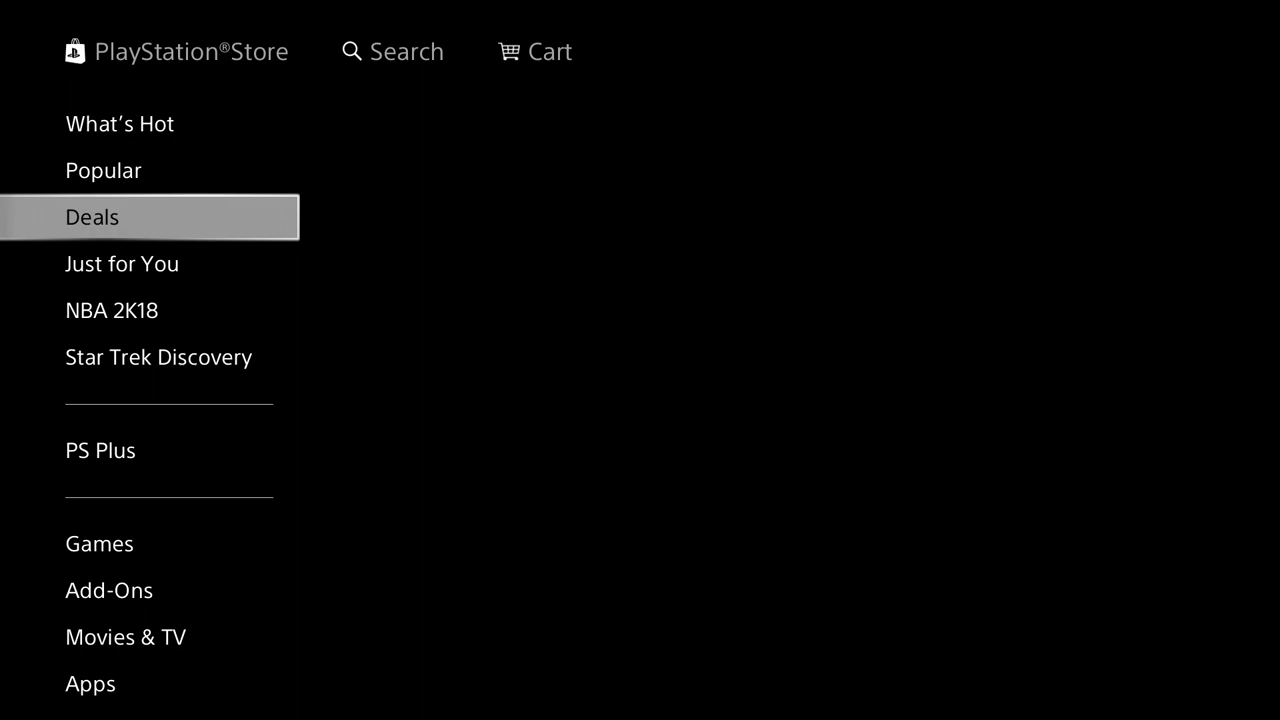 PlayStation®Store Search Cart
What's Hot
Popular
Deals
Just for You
NBA 2K18
Star Trek Discovery
PS Plus
Games
Add-Ons
Movies & TV
Apps